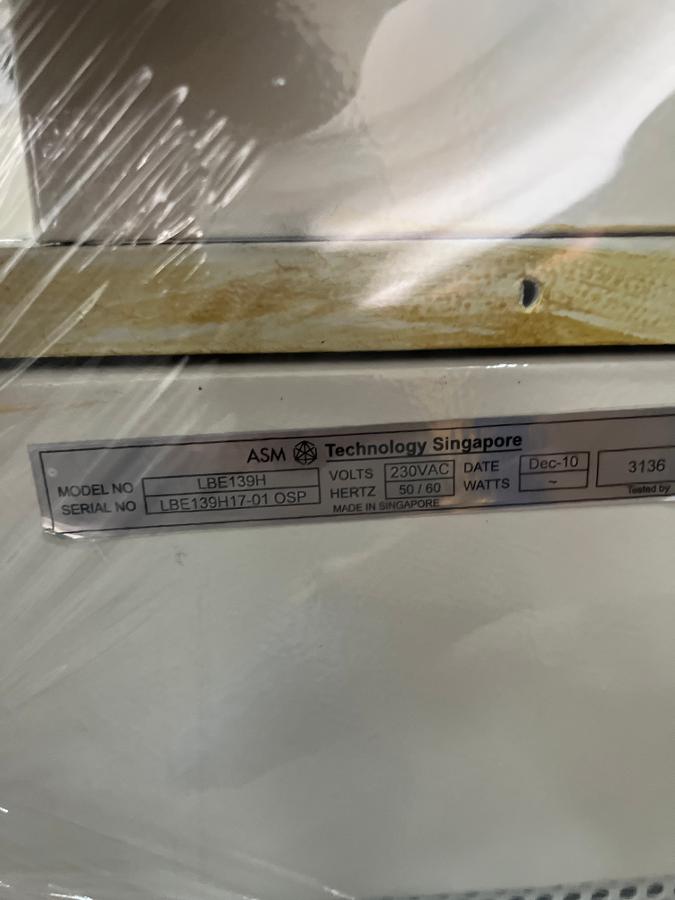 ASM Technology Singapore
MODEL NO LBE139H VOLTS 230VAC DATE Dec-10 3136
SERIAL NO LBE139H17-01 OSP HERTZ 50 / 60 WATTS ~ Tested by
MADE IN SINGAPORE